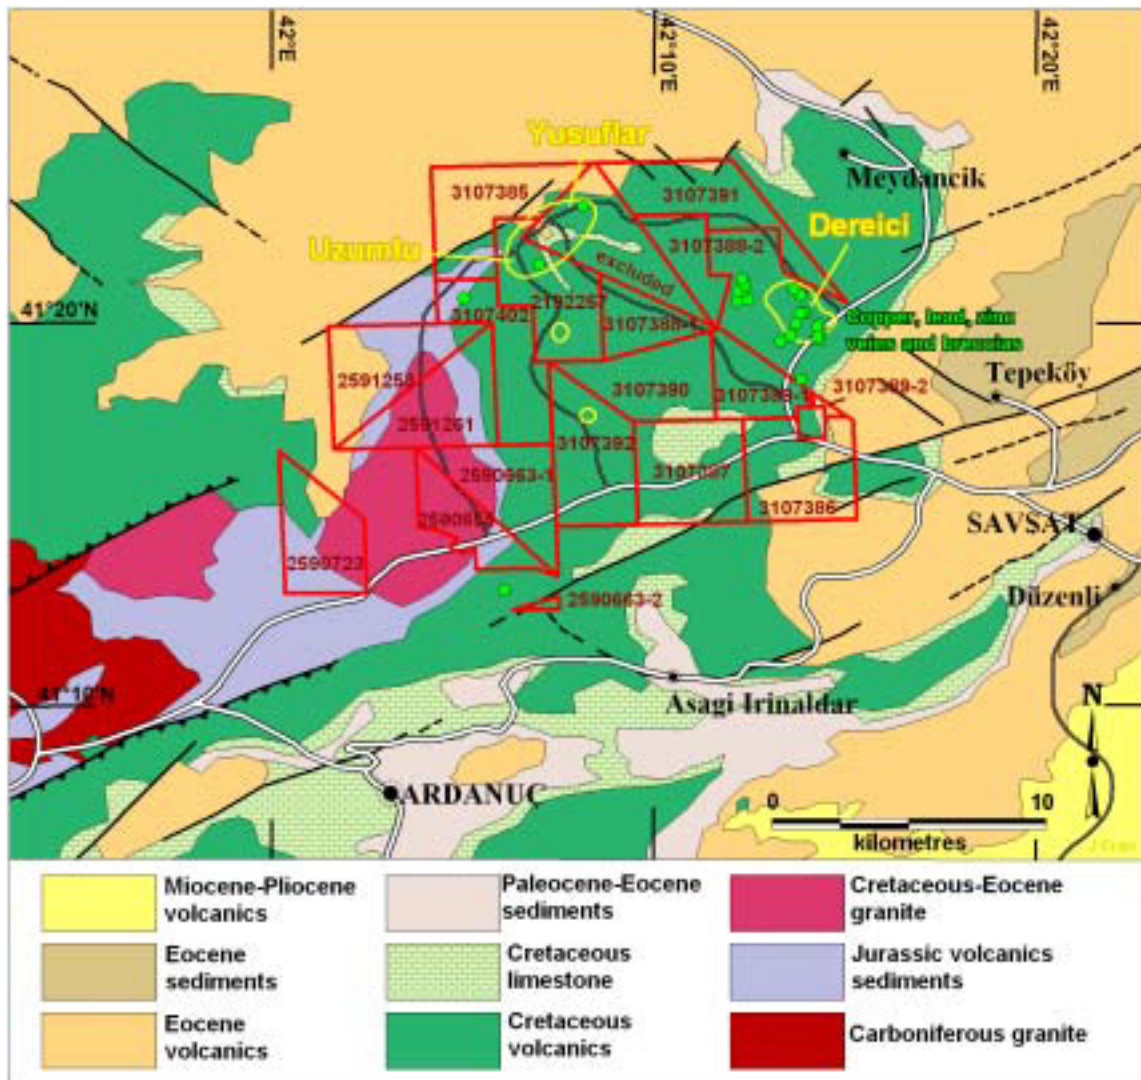 42°E
42°10'E
42°20'E
Yusuflar
Meydancik
3107385
3107391
Dereici
Uzumlu
3107388-2
excluded
41°20'N
3107402
2192257
3107388-1
Copper, lead, zinc
veins and breccias
2591258
3107390
3107389-1
3107389-2
Tepeköy
2591261
3107392
2590663-1
3107387
3107386
SAVSAT
2590723
2590663-2
Düzenli
41°10'N
Asagi Irinaldar
N
ARDANUC
0
10
kilometres
Miocene-Pliocene
volcanics
Paleocene-Eocene
sediments
Cretaceous-Eocene
granite
Eocene
sediments
Cretaceous
limestone
Jurassic volcanics
sediments
Eocene
volcanics
Cretaceous
volcanics
Carboniferous granite